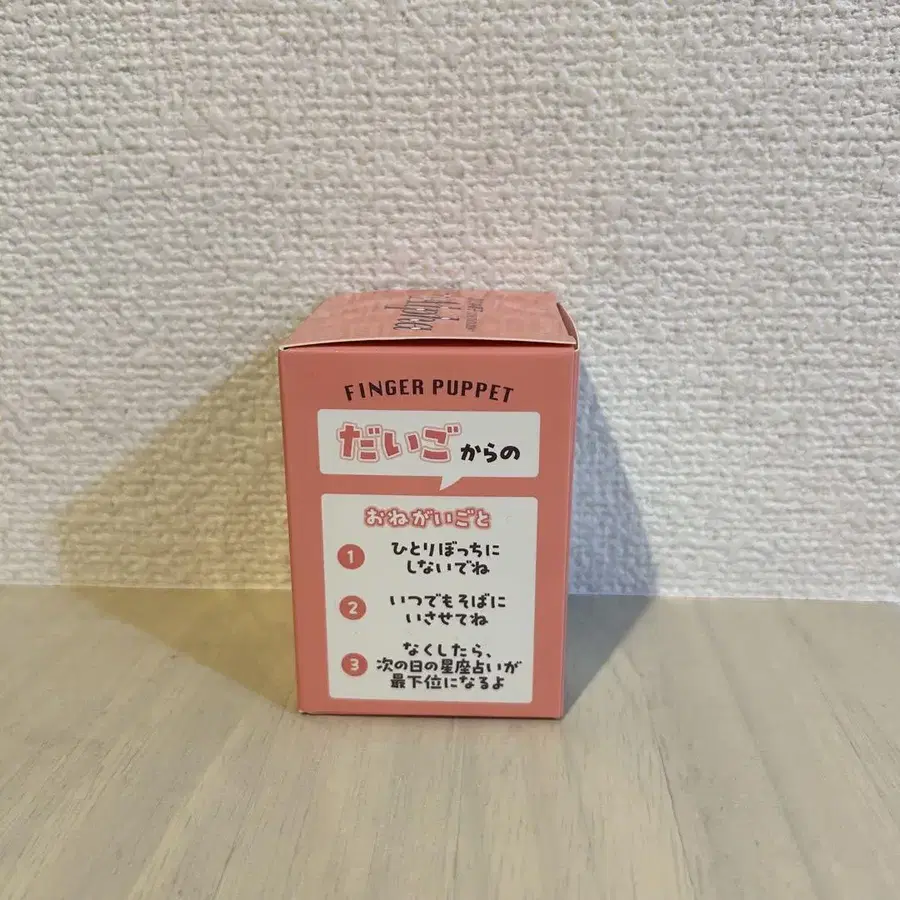 FINGER PUPPET
だいごからの
おねがいごと
1 ひとりぼっちに
しないでね
2 いつでもそばに
いさせてね
3 なくしたら、
次の日の星座占いが
最下位になるよ